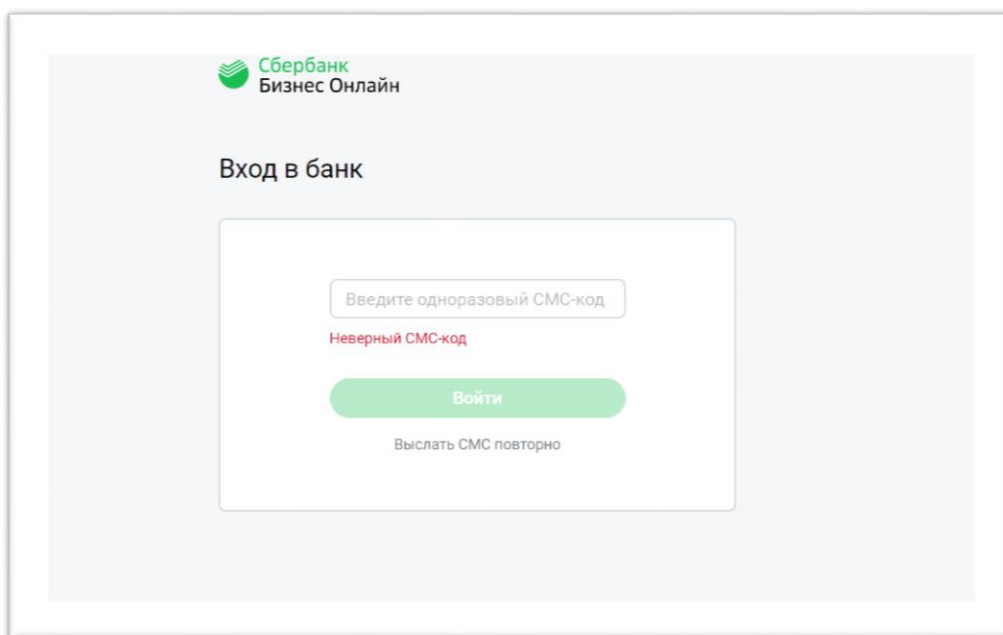 Сбербанк
Бизнес Онлайн
Вход в банк
Введите одноразовый СМС-код
Неверный СМС-код
Войти
Выслать СМС повторно